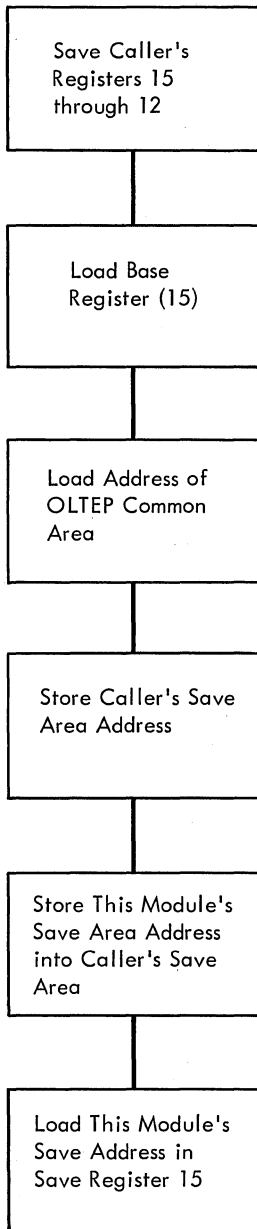 Save Caller's
Registers 15
through 12
Load Base
Register (15)
Load Address of
OLTEP Common
Area
Store Caller's Save
Area Address
Store This Module's
Save Area Address
into Caller's Save
Area
Load This Module's
Save Address in
Save Register 15